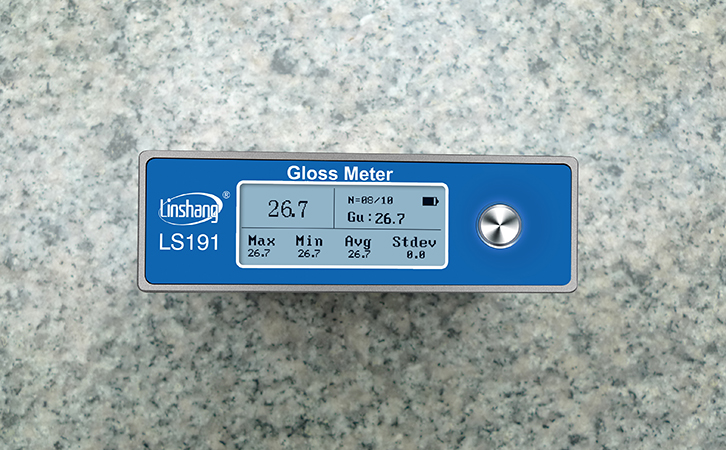 Gloss Meter
Linshang®
LS191
26.7
N=08/10
Gu:26.7
Max Min Avg Stdev
26.7 26.7 26.7 0.0